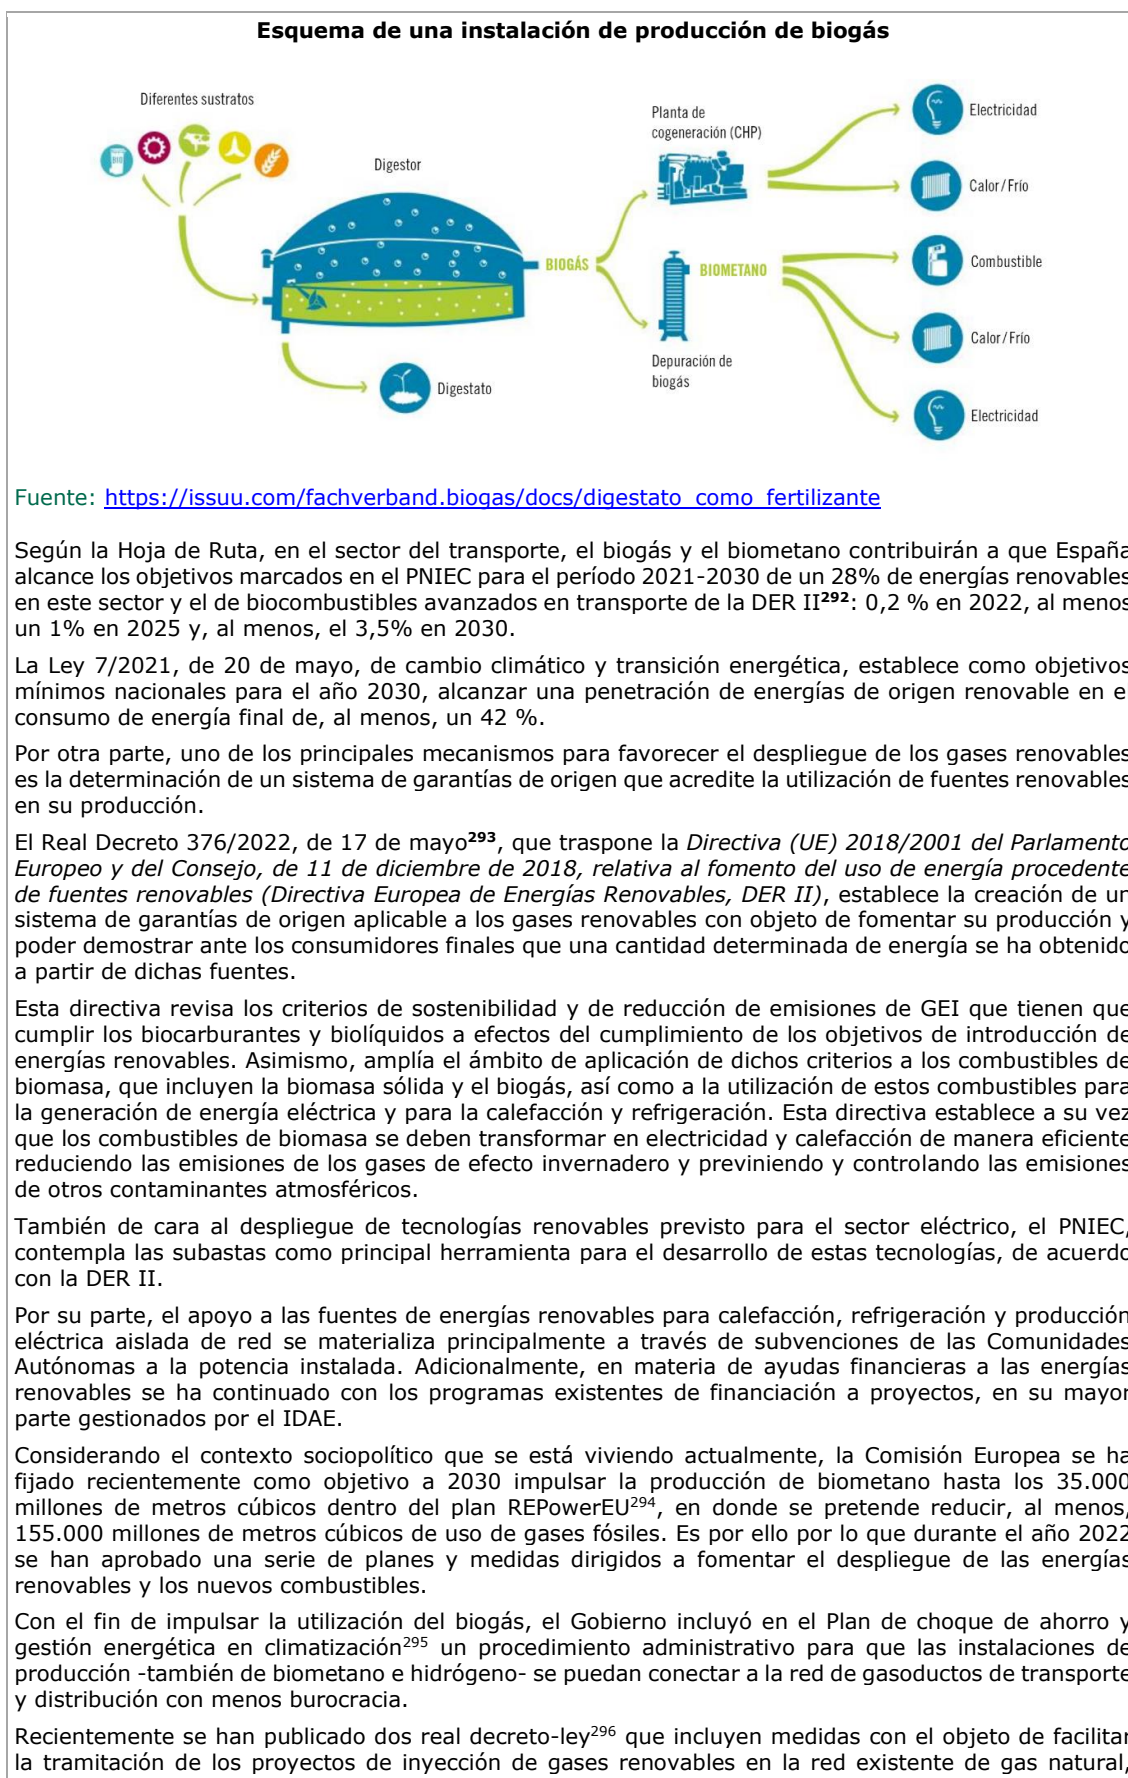 Esquema de una instalación de producción de biogás
Diferentes sustratos
BIO
Digestor
BIOGÁS
Digestato
Planta de
cogeneración (CHP)
BIOMETANO
Depuración de
biogás
Electricidad
Calor/Frío
Combustible
Calor/Frío
Electricidad
Fuente: https://issuu.com/fachverband.biogas/docs/digestato_como_fertilizante
Según la Hoja de Ruta, en el sector del transporte, el biogás y el biometano contribuirán a que España
alcance los objetivos marcados en el PNIEC para el período 2021-2030 de un 28% de energías renovables
en este sector y el de biocombustibles avanzados en transporte de la DER II292: 0,2 % en 2022, al menos
un 1% en 2025 y, al menos, el 3,5% en 2030.
La Ley 7/2021, de 20 de mayo, de cambio climático y transición energética, establece como objetivos
mínimos nacionales para el año 2030, alcanzar una penetración de energías de origen renovable en e
consumo de energía final de, al menos, un 42 %.
Por otra parte, uno de los principales mecanismos para favorecer el despliegue de los gases renovables
es la determinación de un sistema de garantías de origen que acredite la utilización de fuentes renovables
en su producción.
El Real Decreto 376/2022, de 17 de mayo293, que traspone la Directiva (UE) 2018/2001 del Parlamento
Europeo y del Consejo, de 11 de diciembre de 2018, relativa al fomento del uso de energía procedente
de fuentes renovables (Directiva Europea de Energías Renovables, DER II), establece la creación de un
sistema de garantías de origen aplicable a los gases renovables con objeto de fomentar su producción y
poder demostrar ante los consumidores finales que una cantidad determinada de energía se ha obtenido
a partir de dichas fuentes.
Esta directiva revisa los criterios de sostenibilidad y de reducción de emisiones de GEI que tienen que
cumplir los biocarburantes y biolíquidos a efectos del cumplimiento de los objetivos de introducción de
energías renovables. Asimismo, amplía el ámbito de aplicación de dichos criterios a los combustibles de
biomasa, que incluyen la biomasa sólida y el biogás, así como a la utilización de estos combustibles para
la generación de energía eléctrica y para la calefacción y refrigeración. Esta directiva establece a su vez
que los combustibles de biomasa se deben transformar en electricidad y calefacción de manera eficiente
reduciendo las emisiones de los gases de efecto invernadero y previniendo y controlando las emisiones
de otros contaminantes atmosféricos.
También de cara al despliegue de tecnologías renovables previsto para el sector eléctrico, el PNIEC,
contempla las subastas como principal herramienta para el desarrollo de estas tecnologías, de acuerdo
con la DER II.
Por su parte, el apoyo a las fuentes de energías renovables para calefacción, refrigeración y producción
eléctrica aislada de red se materializa principalmente a través de subvenciones de las Comunidades
Autónomas a la potencia instalada. Adicionalmente, en materia de ayudas financieras a las energías
renovables se ha continuado con los programas existentes de financiación a proyectos, en su mayor
parte gestionados por el IDAE.
Considerando el contexto sociopolítico que se está viviendo actualmente, la Comisión Europea se ha
fijado recientemente como objetivo a 2030 impulsar la producción de biometano hasta los 35.000
millones de metros cúbicos dentro del plan REPowerEU294, en donde se pretende reducir, al menos,
155.000 millones de metros cúbicos de uso de gases fósiles. Es por ello por lo que durante el año 2022
se han aprobado una serie de planes y medidas dirigidos a fomentar el despliegue de las energías
renovables y los nuevos combustibles.
Con el fin de impulsar la utilización del biogás, el Gobierno incluyó en el Plan de choque de ahorro y
gestión energética en climatización295 un procedimiento administrativo para que las instalaciones de
producción -también de biometano e hidrógeno- se puedan conectar a la red de gasoductos de transporte
y distribución con menos burocracia.
Recientemente se han publicado dos real decreto-ley296 que incluyen medidas con el objeto de facilitar
la tramitación de los proyectos de inyección de gases renovables en la red existente de gas natural,